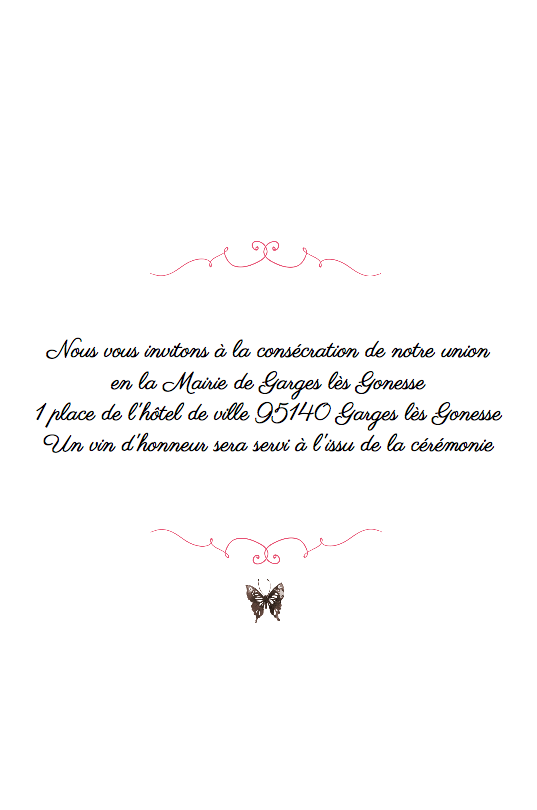 Nous vous invitons à la consécration de notre union
en la Mairie de Garges lès Gonesse
1 place de l'hôtel de ville 95140 Garges lès Gonesse
Un vin d'honneur sera servi à l'issu de la cérémonie